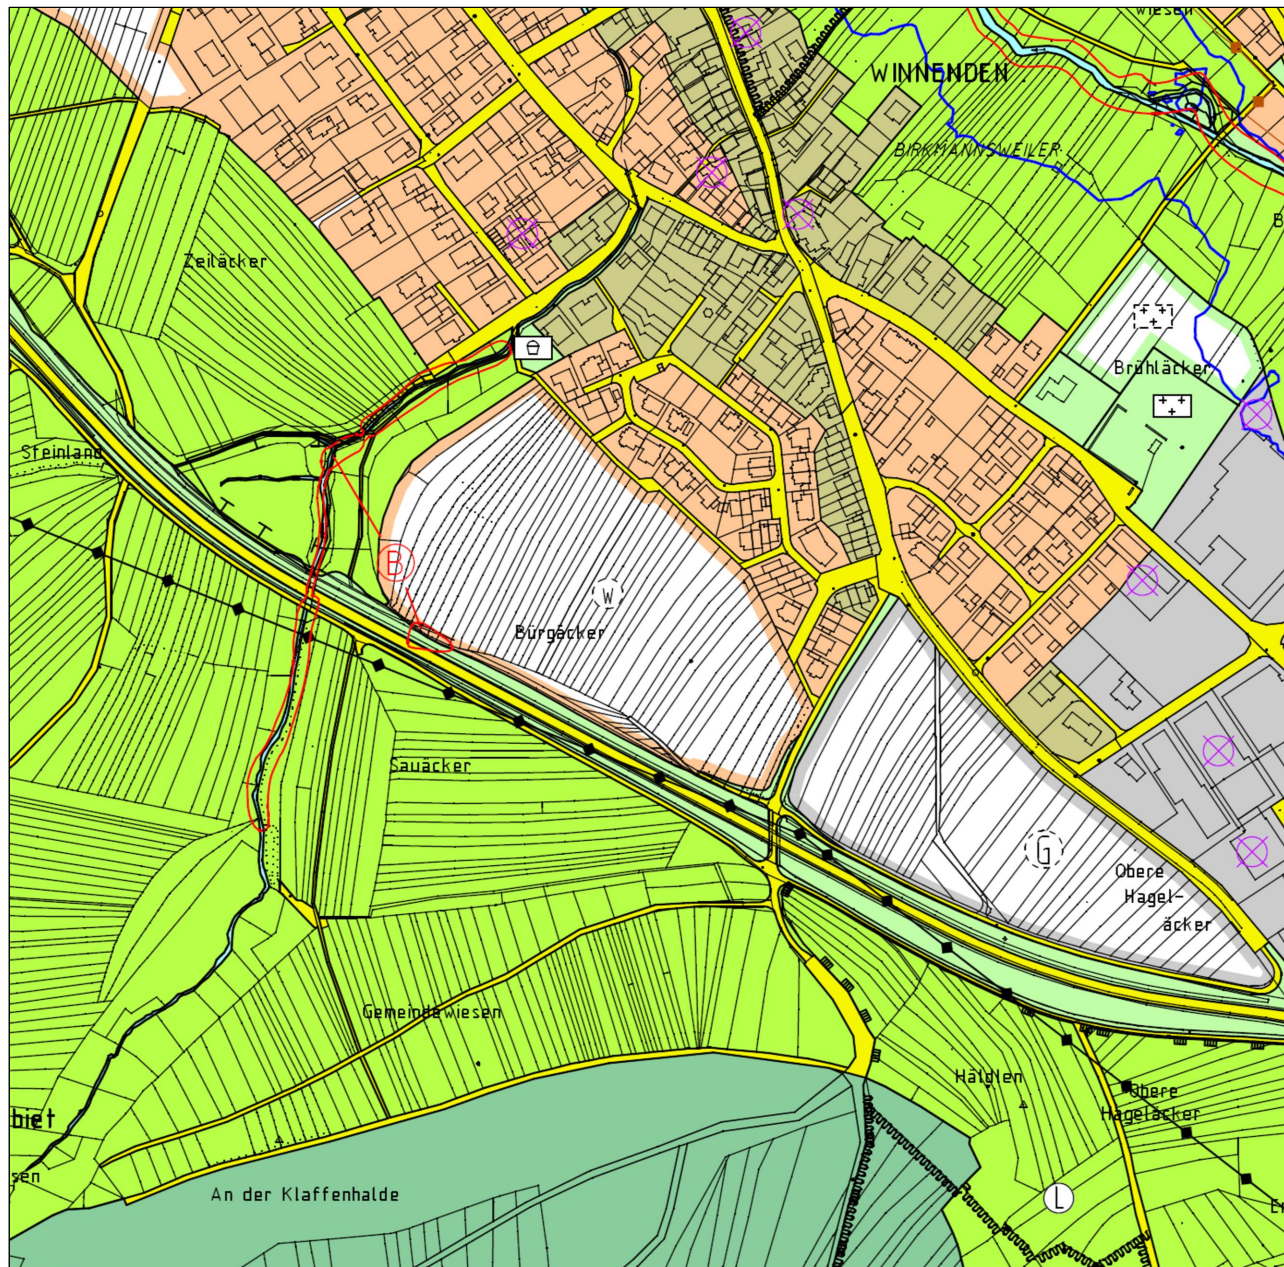 wiesen
WINNENDEN
BIRKMANNSWEILER
Zeiläcker
Brühläcker
Steinland
B
W
Bürgäcker
Sauäcker
G
Obere
Hagel-
äcker
Gemeindewiesen
Häldlen
Obere
Hageläcker
biet
sen
An der Klaffenhalde
L